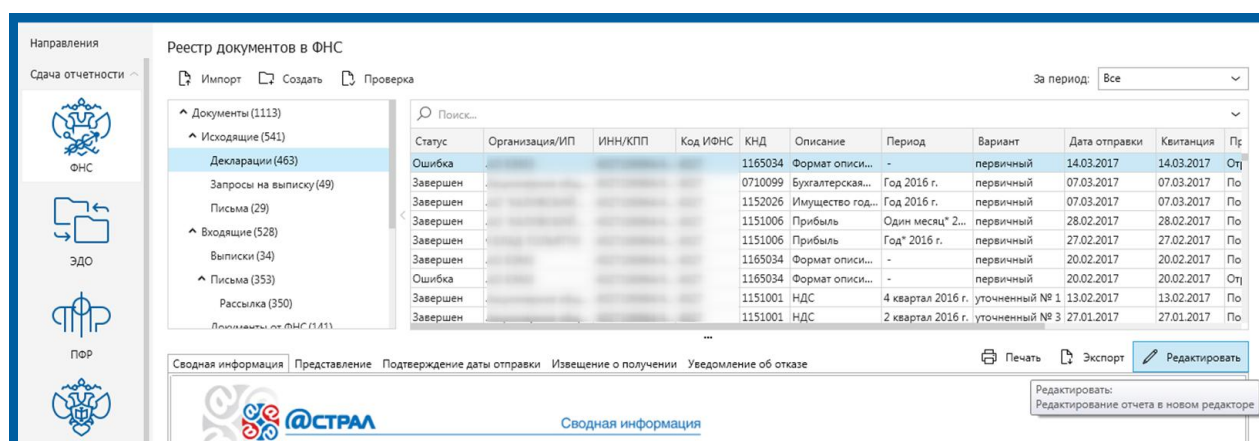 Направления
Сдача отчетности
ФНС
ЭДО
ПФР
Реестр документов в ФНС
Импорт Создать Проверка
За период: Все
Документы (1113)
Исходящие (541)
Декларации (463)
Запросы на выписку (49)
Письма (29)
Входящие (528)
Выписки (34)
Письма (353)
Рассылка (350)
Документы от ФНС (141)
Поиск...
Статус Организация/ИП ИНН/КПП Код ИФНС КНД Описание Период Вариант Дата отправки Квитанция
Ошибка 1165034 Формат описи... - первичный 14.03.2017 14.03.2017
Завершен 0710099 Бухгалтерская... Год 2016 г. первичный 07.03.2017 07.03.2017 По
Завершен 1152026 Имущество год... Год 2016 г. первичный 07.03.2017 07.03.2017 По
Завершен 1151006 Прибыль Один месяц* 2... первичный 28.02.2017 28.02.2017 По
Завершен 1151006 Прибыль Год* 2016 г. первичный 27.02.2017 27.02.2017 По
Завершен 1165034 Формат описи... - первичный 20.02.2017 20.02.2017 По
Ошибка 1165034 Формат описи... - первичный 20.02.2017 20.02.2017
Завершен 1151001 НДС 4 квартал 2016 г. уточненный № 1 13.02.2017 13.02.2017 По
Завершен 1151001 НДС 2 квартал 2016 г. уточненный № 3 27.01.2017 27.01.2017 По
Сводная информация Представление Подтверждение даты отправки Извещение о получении Уведомление об отказе
Печать Экспорт Редактировать
Редактировать:
Редактирование отчета в новом редакторе
@СТРАЛ
Сводная информация